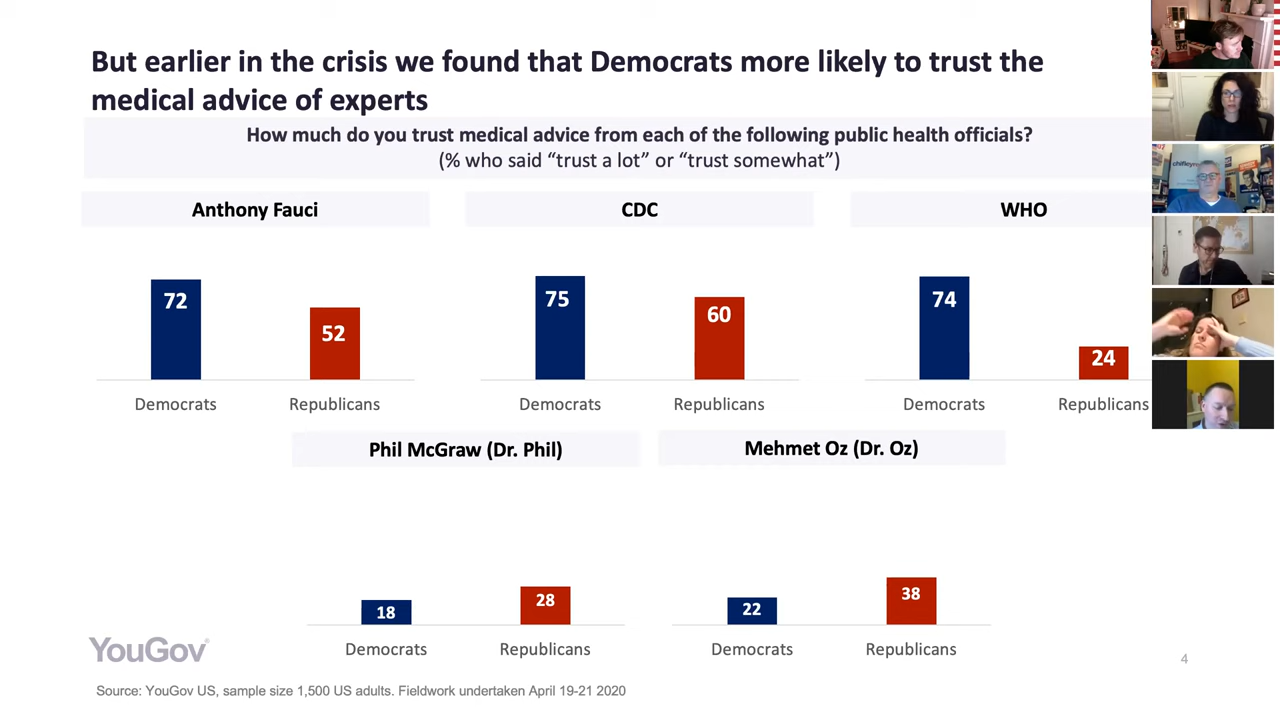 But earlier in the crisis we found that Democrats more likely to trust the
medical advice of experts
How much do you trust medical advice from each of the following public health officials?
(% who said “trust a lot” or “trust somewhat”)
Anthony Fauci
CDC
WHO
72
52
75
60
74
24
Democrats
Republicans
Democrats
Republicans
Democrats
Republicans
Phil McGraw (Dr. Phil)
Mehmet Oz (Dr. Oz)
18
28
22
38
Democrats
Republicans
Democrats
Republicans
YouGov®
4
Source: YouGov US, sample size 1,500 US adults. Fieldwork undertaken April 19-21 2020